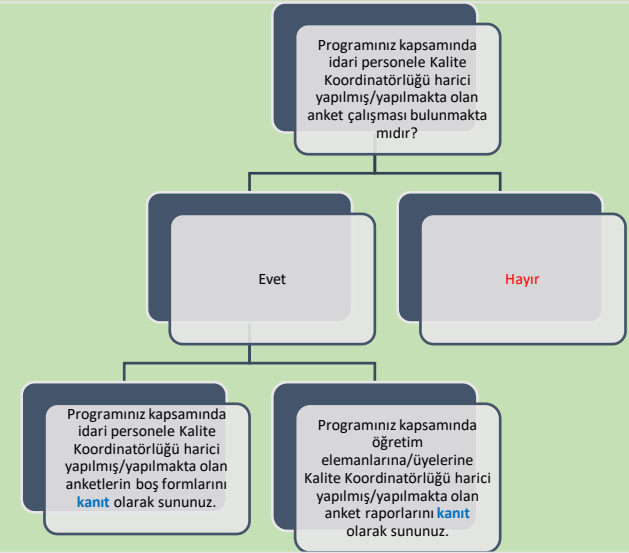 Programınız kapsamında
idari personele Kalite
Koordinatörlüğü harici
yapılmış/yapılmakta olan
anket çalışması bulunmakta
mıdır?
Evet
Hayır
Programınız kapsamında
idari personele Kalite
Koordinatörlüğü harici
yapılmış/yapılmakta olan
anketlerin boş formlarını
kanıt olarak sununuz.
Programınız kapsamında
öğretim
elemanlarına/üyelerine
Kalite Koordinatörlüğü harici
yapılmış/yapılmakta olan
anket raporlarını kanıt
olarak sununuz.